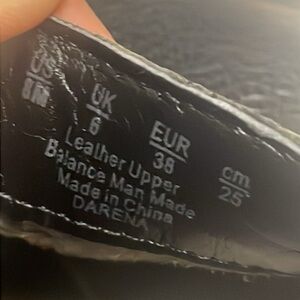 US UK EUR cm
8M 6 38 25
Leather Upper
Balance Man Made
Made in China
DARENA